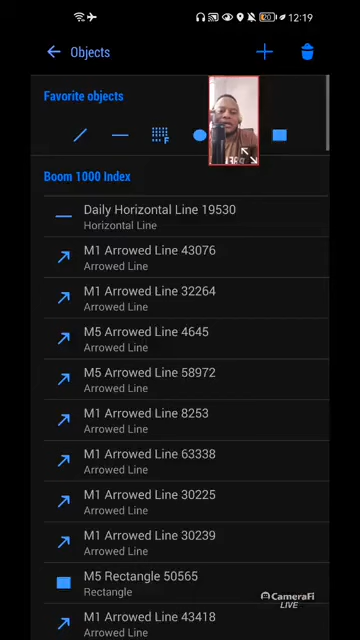 20
12:19
Objects
Favorite objects
F
Boom 1000 Index
Daily Horizontal Line 19530
Horizontal Line
M1 Arrowed Line 43076
Arrowed Line
M1 Arrowed Line 32264
Arrowed Line
M5 Arrowed Line 4645
Arrowed Line
M5 Arrowed Line 58972
Arrowed Line
M1 Arrowed Line 8253
Arrowed Line
M1 Arrowed Line 63338
Arrowed Line
M1 Arrowed Line 30225
Arrowed Line
M1 Arrowed Line 30239
Arrowed Line
M5 Rectangle 50565
Rectangle
CameraFi
LIVE
M1 Arrowed Line 43418
Arrowed Line